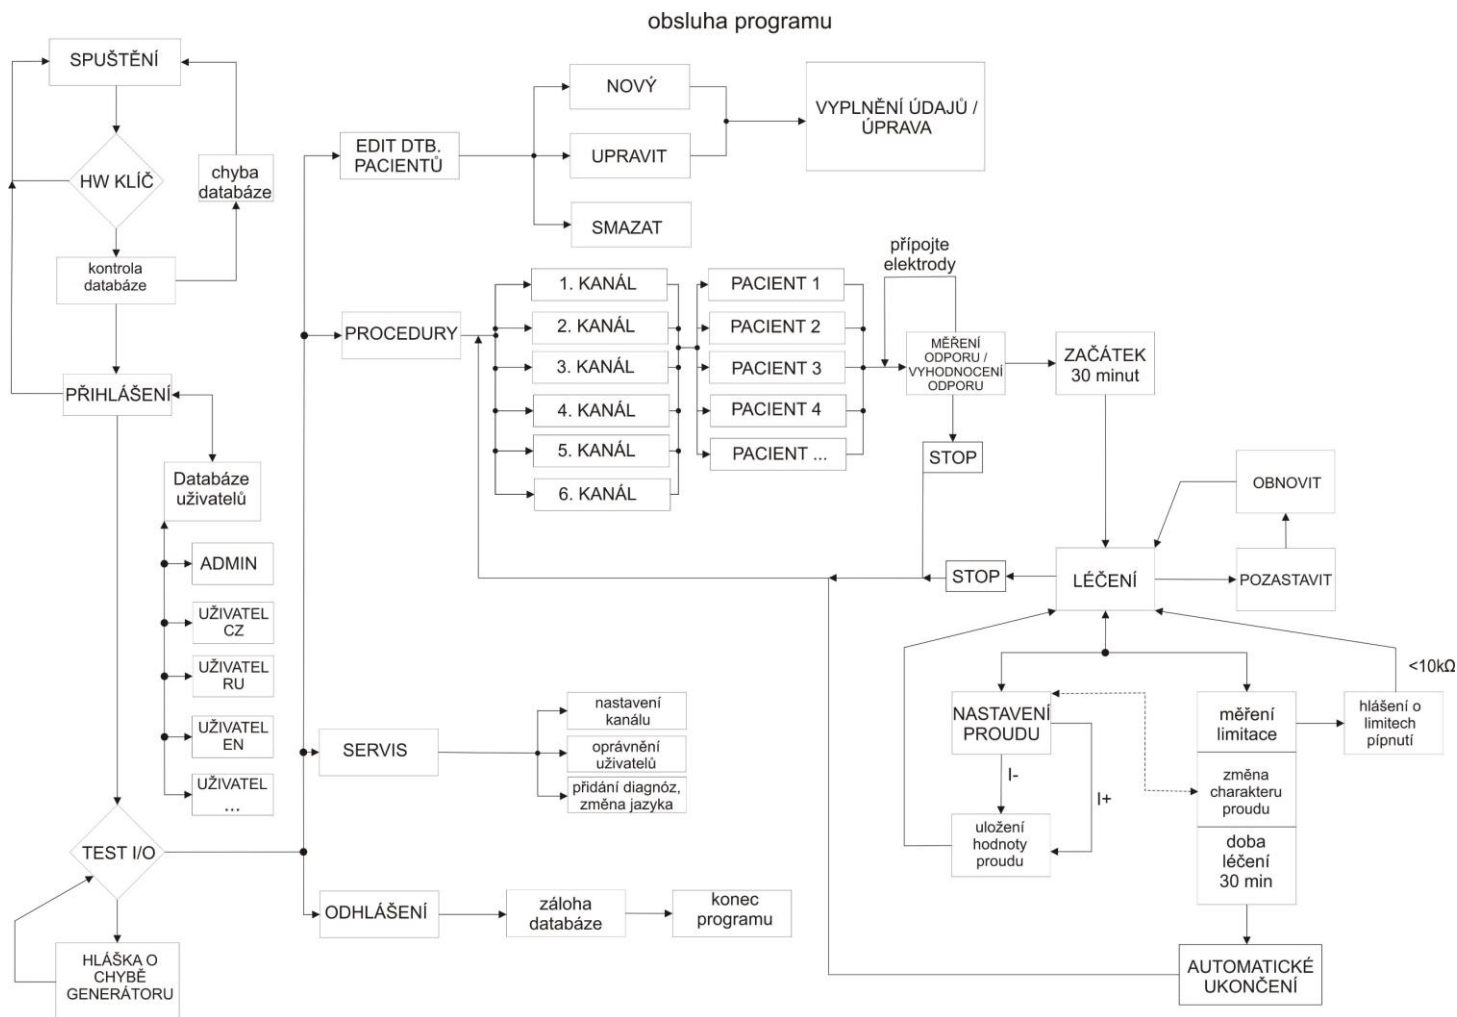 obsluha programu
SPUŠTĚNÍ
HW KLÍČ
chyba
databáze
kontrola
databáze
PŘIHLÁŠENÍ
Databáze
uživatelů
ADMIN
UŽIVATEL
CZ
UŽIVATEL
RU
UŽIVATEL
EN
UŽIVATEL
...
TEST I/O
HLÁŠKA O
CHYBĚ
GENERÁTORU
EDIT DTB.
PACIENTŮ
NOVÝ
UPRAVIT
SMAZAT
VYPLNĚNÍ ÚDAJŮ /
ÚPRAVA
PROCEDURY
1. KANÁL
2. KANÁL
3. KANÁL
4. KANÁL
5. KANÁL
6. KANÁL
PACIENT 1
PACIENT 2
PACIENT 3
PACIENT 4
PACIENT ...
přípojte
elektrody
MĚŘENÍ
ODPORU /
VYHODNOCENÍ
ODPORU
STOP
ZAČÁTEK
30 minut
STOP
LÉČENÍ
OBNOVIT
POZASTAVIT
NASTAVENÍ
PROUDU
I-
I+
uložení
hodnoty
proudu
měření
limitace
změna
charakteru
proudu
doba
léčení
30 min
<10kΩ
hlášení o
limitech
pípnutí
AUTOMATICKÉ
UKONČENÍ
SERVIS
nastavení
kanálu
oprávnění
uživatelů
přidání diagnóz,
změna jazyka
ODHLÁŠENÍ
záloha
databáze
konec
programu